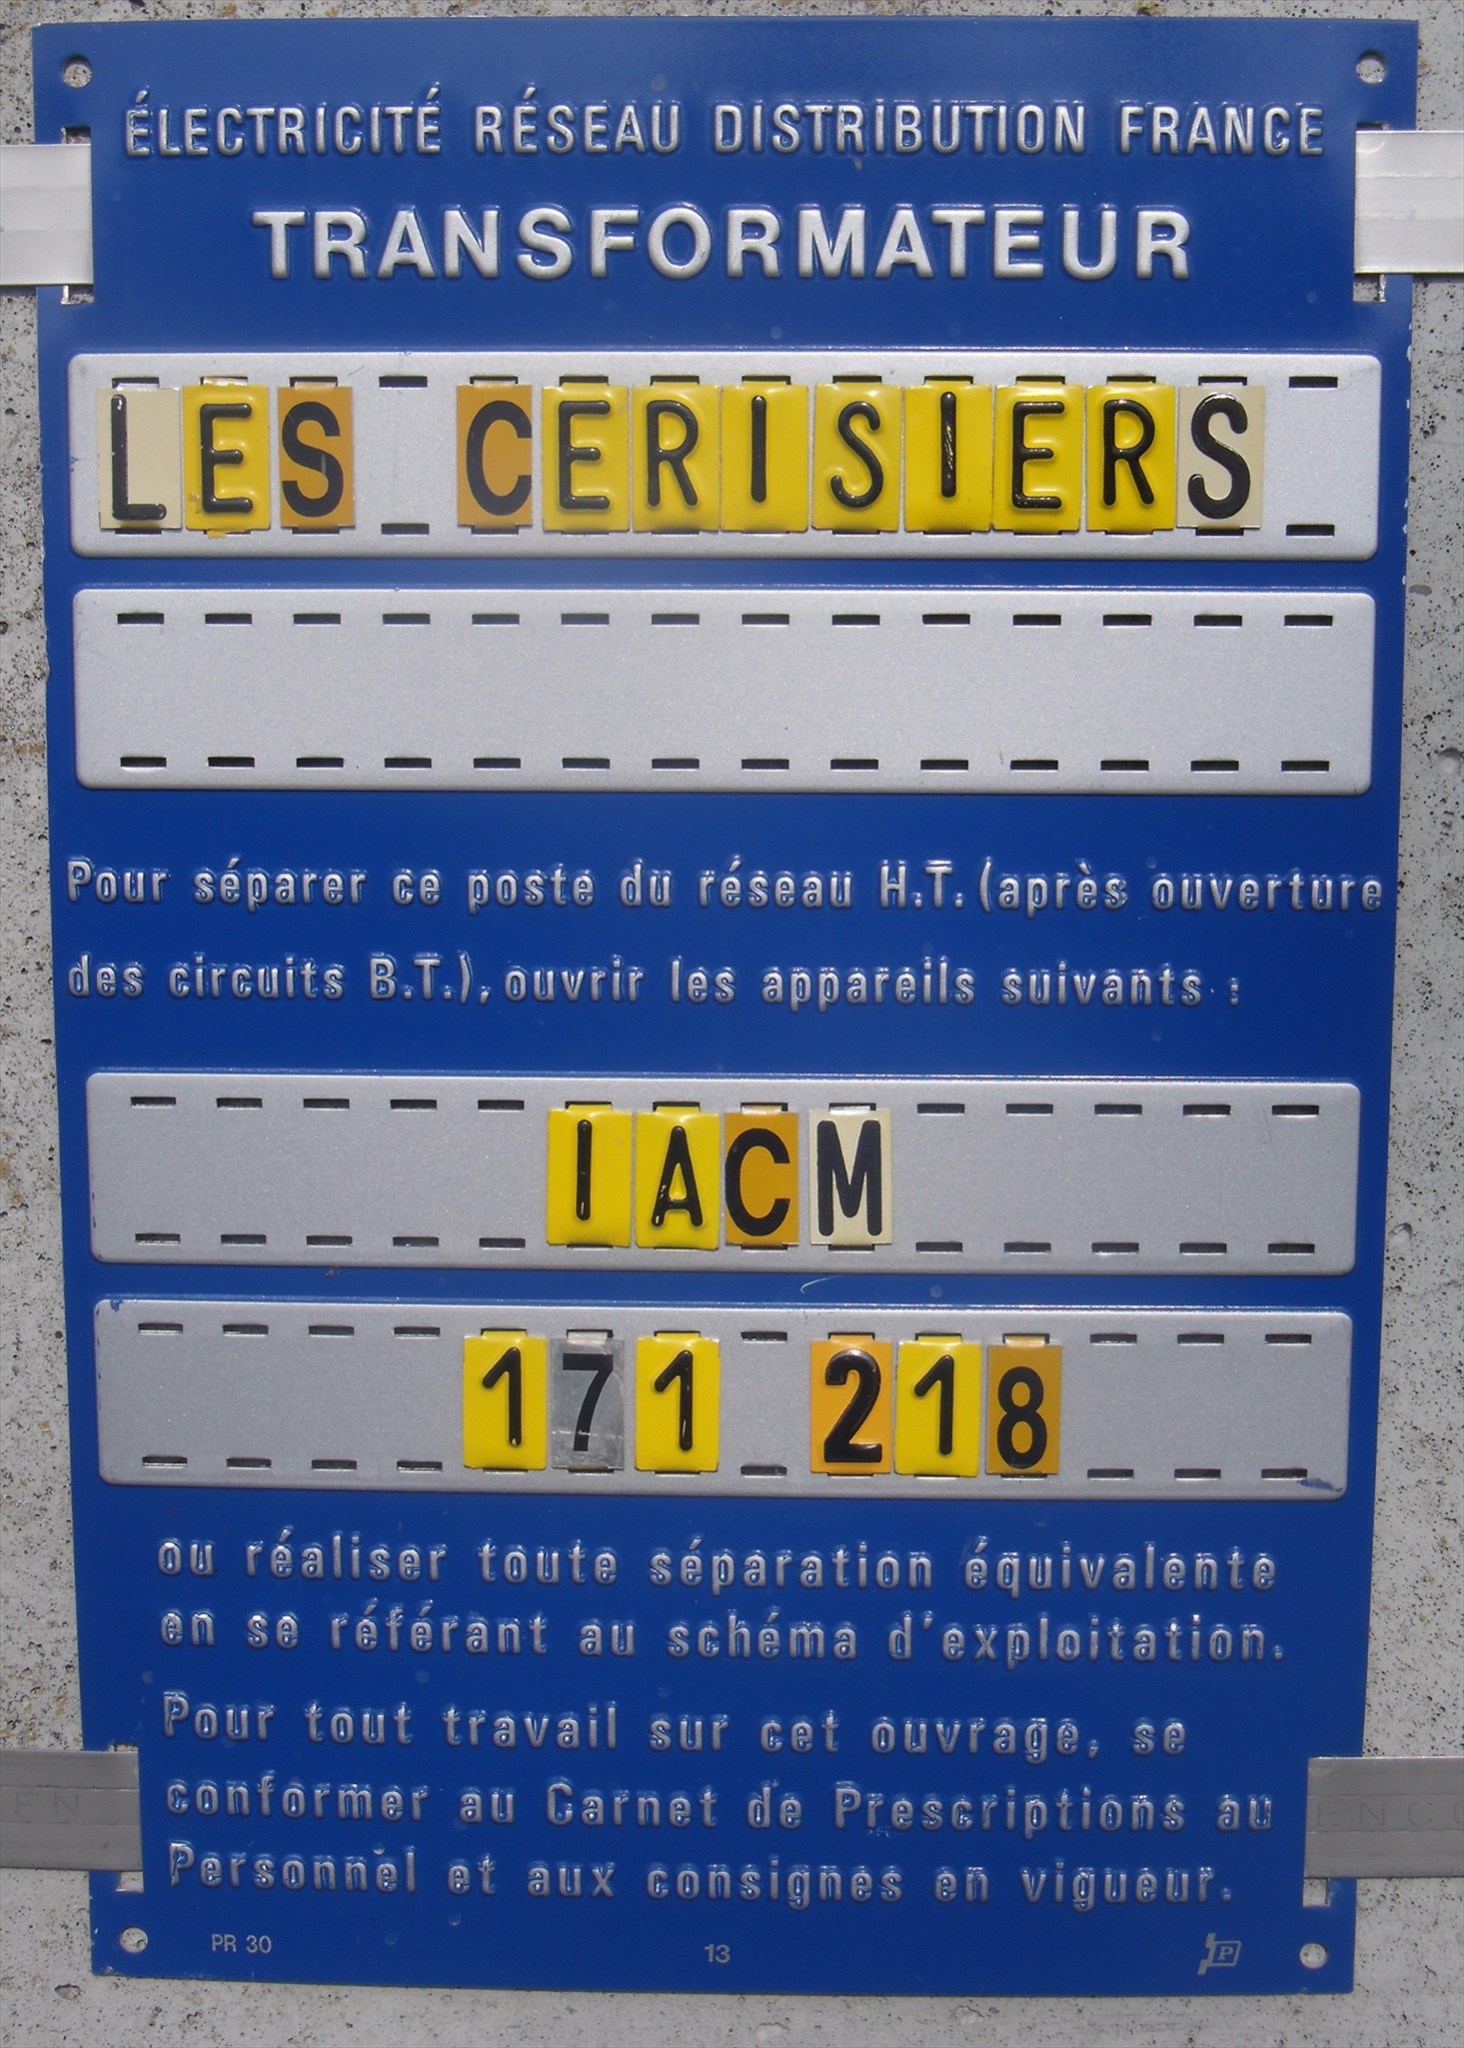 ÉLECTRICITÉ RÉSEAU DISTRIBUTION FRANCE
TRANSFORMATEUR
LES CERISIERS
Pour séparer ce poste du réseau H.T. (après ouverture
des circuits B.T.), ouvrir les appareils suivants :
IACM
171 218
ou réaliser toute séparation équivalente
en se référant au schéma d'exploitation.
Pour tout travail sur cet ouvrage, se
conformer au Carnet de Prescriptions au
Personnel et aux consignes en vigueur.
PR 30
13
P